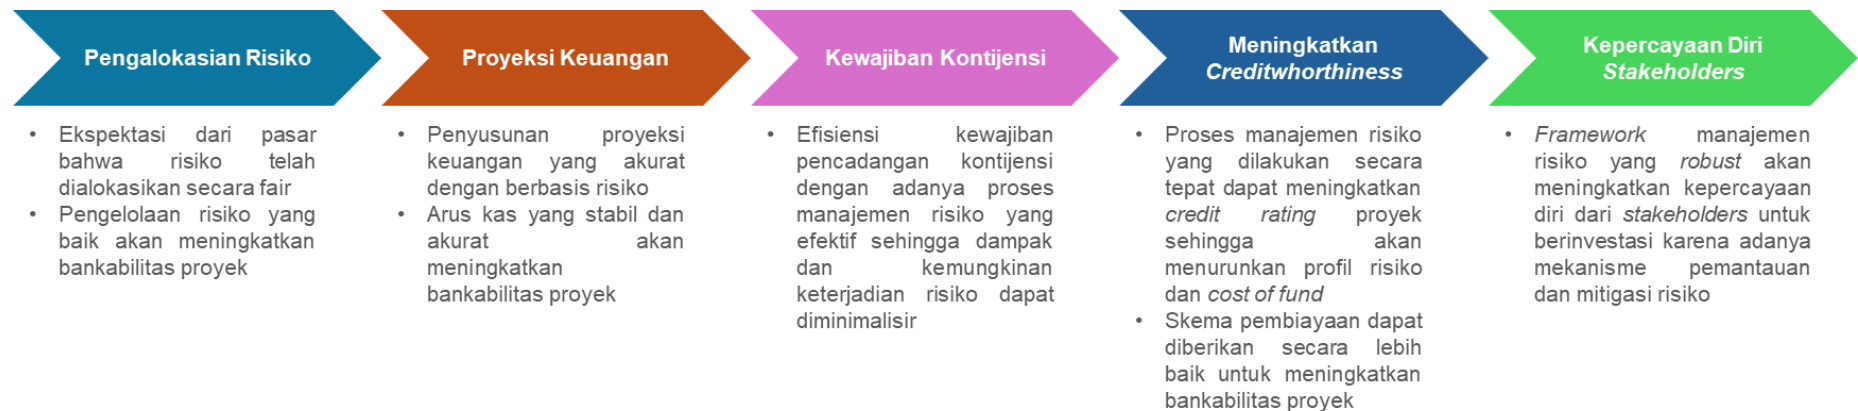 Pengalokasian Risiko
• Ekspektasi dari pasar
bahwa risiko telah
dialokasikan secara fair
• Pengelolaan risiko yang
baik akan meningkatkan
bankabilitas proyek
Proyeksi Keuangan
• Penyusunan proyeksi
keuangan yang akurat
dengan berbasis risiko
• Arus kas yang stabil dan
akurat akan
meningkatkan
bankabilitas proyek
Kewajiban Kontijensi
• Efisiensi kewajiban
pencadangan kontijensi
dengan adanya proses
manajemen risiko yang
efektif sehingga dampak
dan kemungkinan
keterjadian risiko dapat
diminimalisir
Meningkatkan
Creditwhorthiness
• Proses manajemen risiko
yang dilakukan secara
tepat dapat meningkatkan
credit rating proyek
sehingga akan
menurunkan profil risiko
dan cost of fund
• Skema pembiayaan dapat
diberikan secara lebih
baik untuk meningkatkan
bankabilitas proyek
Kepercayaan Diri
Stakeholders
• Framework manajemen
risiko yang robust akan
meningkatkan kepercayaan
diri dari stakeholders untuk
berinvestasi karena adanya
mekanisme pemantauan
dan mitigasi risiko